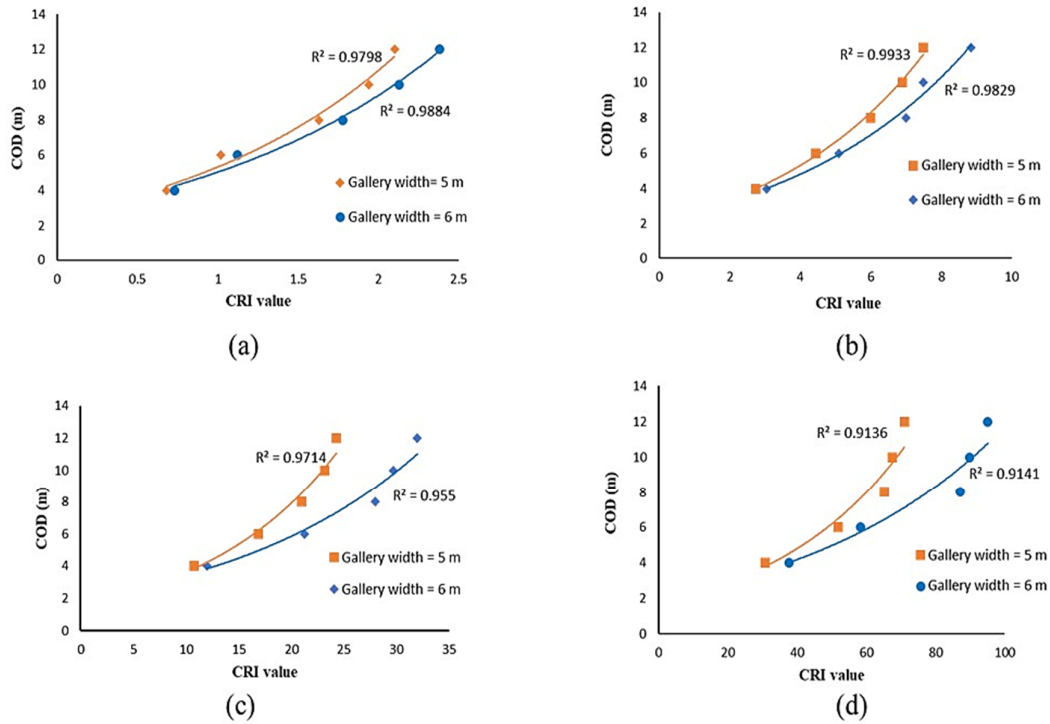 14
12
10
8
6
4
2
0
COD (m)
R² = 0.9798
R² = 0.9884
Gallery width= 5 m
Gallery width = 6 m
0 0.5 1 1.5 2 2.5
CRI value
(a)
14
12
10
8
6
4
2
0
COD (m)
R² = 0.9933
R² = 0.9829
Gallery width = 5 m
Gallery width = 6 m
0 2 4 6 8 10
CRI value
(b)
14
12
10
8
6
4
2
0
COD (m)
R² = 0.9714
R² = 0.955
Gallery width = 5 m
Gallery width = 6 m
0 5 10 15 20 25 30 35
CRI value
(c)
14
12
10
8
6
4
2
0
COD (m)
R² = 0.9136
R² = 0.9141
Gallery width = 5 m
Gallery width = 6 m
0 20 40 60 80 100
CRI value
(d)